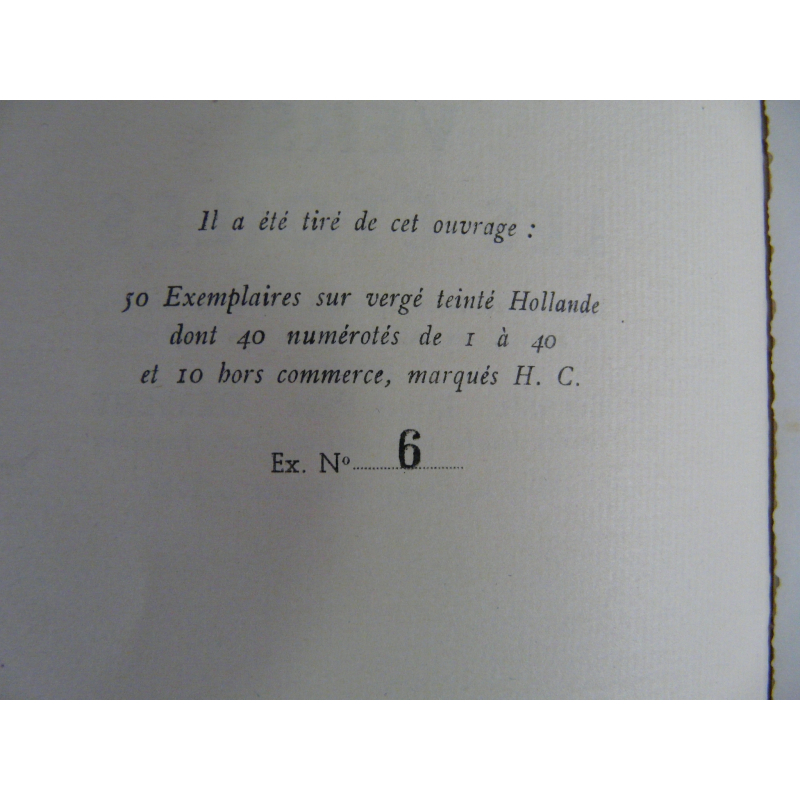 Il a été tiré de cet ouvrage :
50 Exemplaires sur vergé teinté Hollande
dont 40 numérotés de 1 à 40
et 10 hors commerce, marqués H. C.
Ex. Nº 6